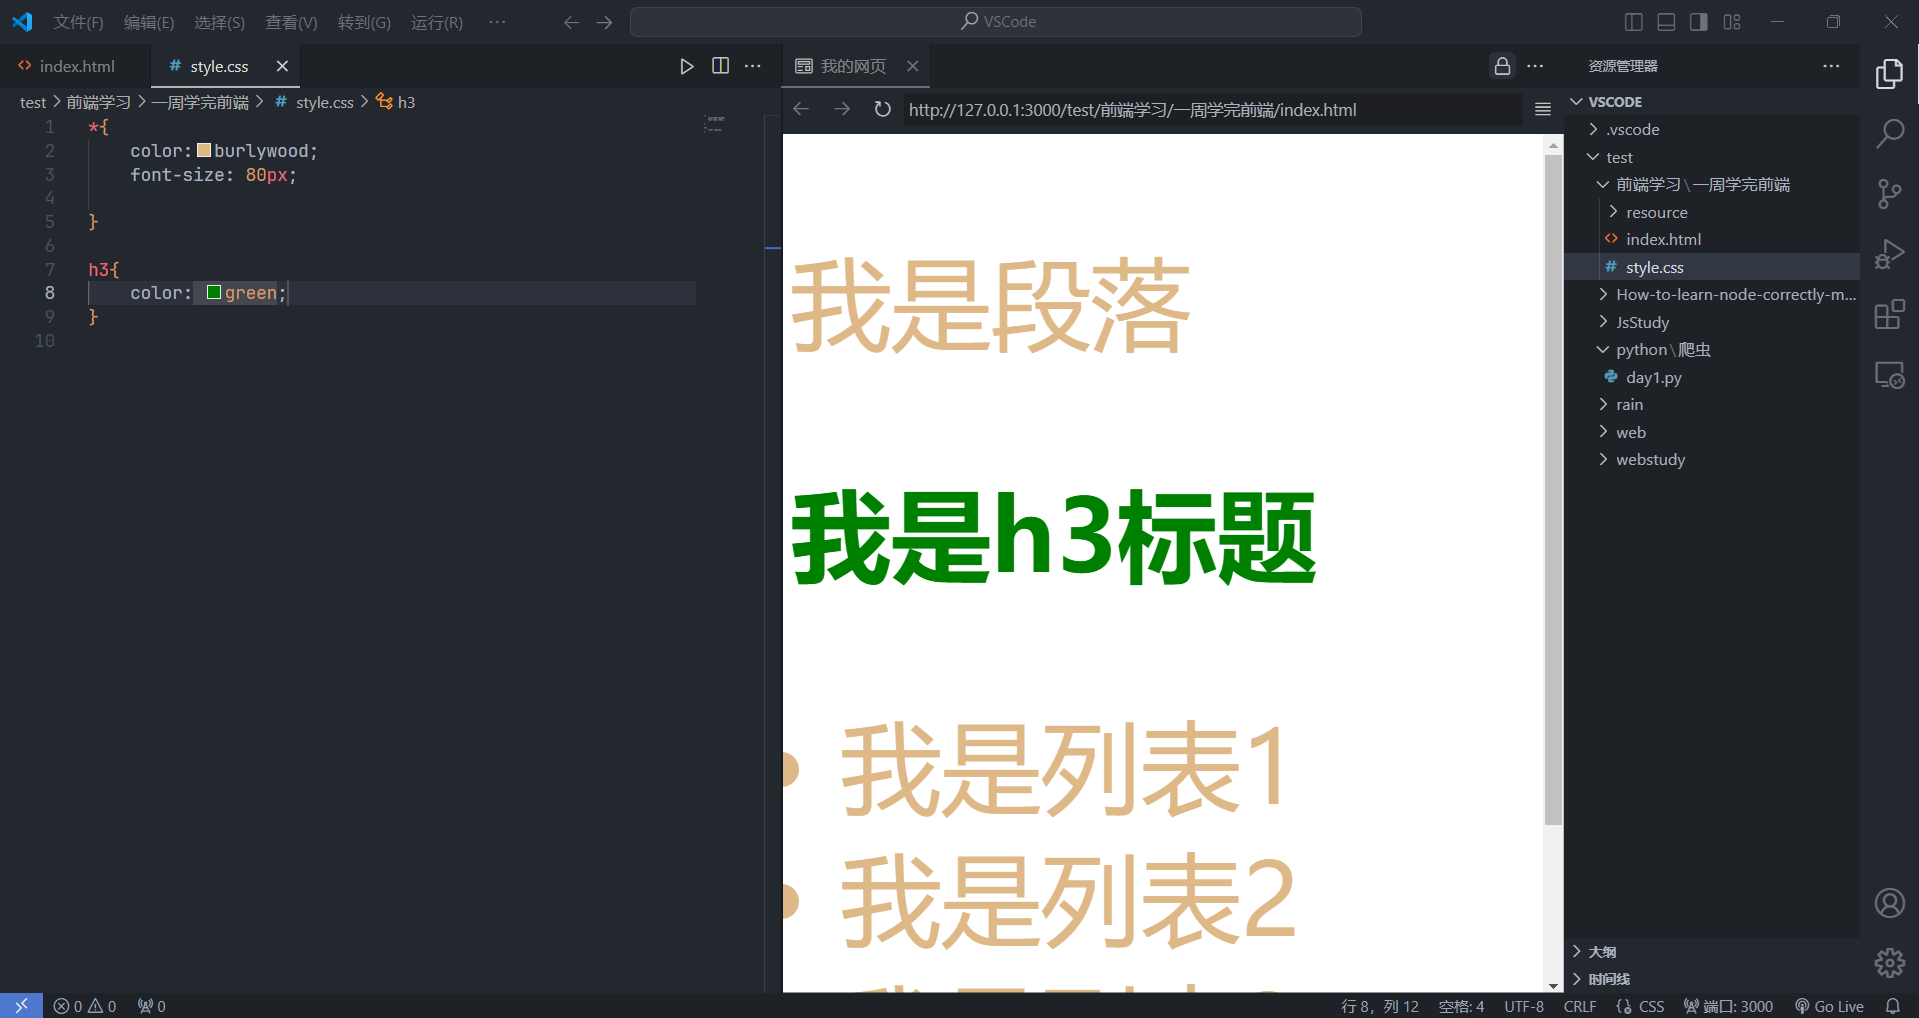 文件(F) 编辑(E) 选择(S) 查看(V) 转到(G) 运行(R) ··· VSCode
index.html
style.css
test > 前端学习 > 一周学完前端 > # style.css > h3
1 *{
2 color: burlywood;
3 font-size: 80px;
4
5 }
6
7 h3{
8 color: green;
9 }
10
我的网页
http://127.0.0.1:3000/test/前端学习/一周学完前端/index.html
我是段落
我是h3标题
我是列表1
我是列表2
资源管理器
VSCODE
.vscode
test
前端学习\一周学完前端
resource
index.html
# style.css
How-to-learn-node-correctly-m...
JsStudy
python\爬虫
day1.py
rain
web
webstudy
大纲
时间线
0 0 0 行 8，列 12 空格: 4 UTF-8 CRLF CSS 端口: 3000 Go Live